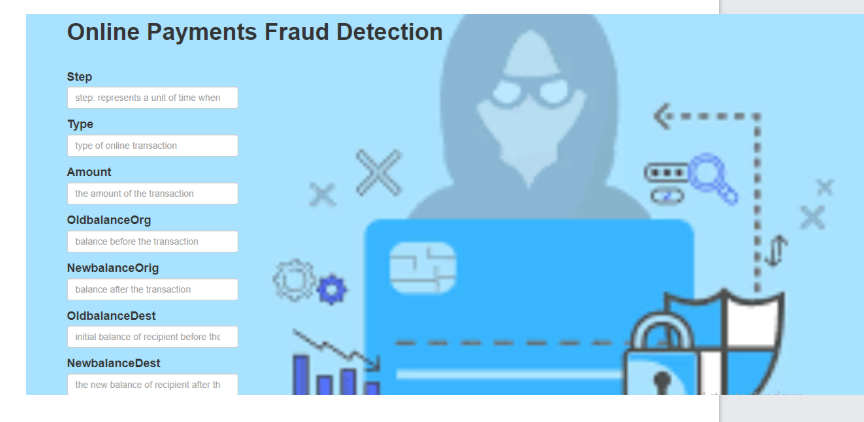 Online Payments Fraud Detection
Step
step: represents a unit of time when
Type
type of online transaction
Amount
the amount of the transaction
OldbalanceOrg
balance before the transaction
NewbalanceOrig
balance after the transaction
OldbalanceDest
initial balance of recipient before the
NewbalanceDest
the new balance of recipient after th